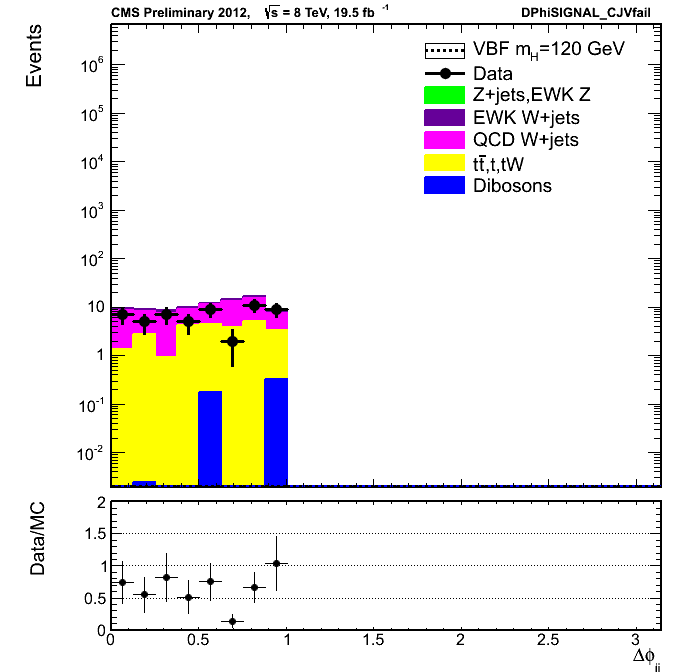 CMS Preliminary 2012, √s = 8 TeV, 19.5 fb⁻¹ DPhiSIGNAL_CJVfail
Events
VBF m_H=120 GeV
Data
Z+jets,EWK Z
EWK W+jets
QCD W+jets
tt̄,t,tW
Dibosons
10⁶
10⁵
10⁴
10³
10²
10
1
10⁻¹
10⁻²
Data/MC
2
1.5
1
0.5
0
0 0.5 1 1.5 2 2.5 3
Δϕ_jj